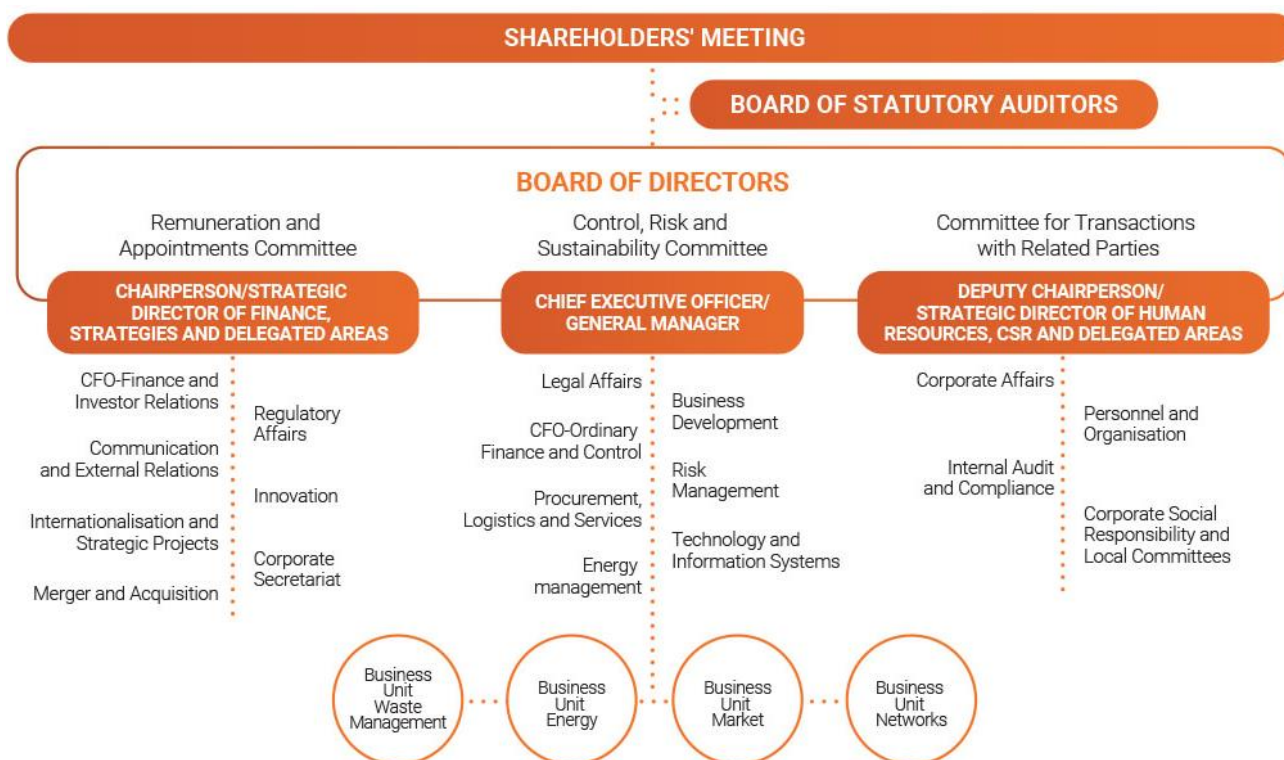 SHAREHOLDERS' MEETING
BOARD OF STATUTORY AUDITORS
BOARD OF DIRECTORS
Remuneration and
Appointments Committee
Control, Risk and
Sustainability Committee
Committee for Transactions
with Related Parties
CHAIRPERSON/STRATEGIC
DIRECTOR OF FINANCE,
STRATEGIES AND DELEGATED AREAS
CHIEF EXECUTIVE OFFICER/
GENERAL MANAGER
DEPUTY CHAIRPERSON/
STRATEGIC DIRECTOR OF HUMAN
RESOURCES, CSR AND DELEGATED AREAS
CFO-Finance and
Investor Relations
Regulatory
Affairs
Communication
and External Relations
Innovation
Internationalisation and
Strategic Projects
Corporate
Secretariat
Merger and Acquisition
Legal Affairs
Business
Development
CFO-Ordinary
Finance and Control
Risk
Management
Procurement,
Logistics and Services
Technology and
Information Systems
Energy
management
Corporate Affairs
Personnel and
Organisation
Internal Audit
and Compliance
Corporate Social
Responsibility and
Local Committees
Business
Unit
Waste
Management
Business
Unit
Energy
Business
Unit
Market
Business
Unit
Networks